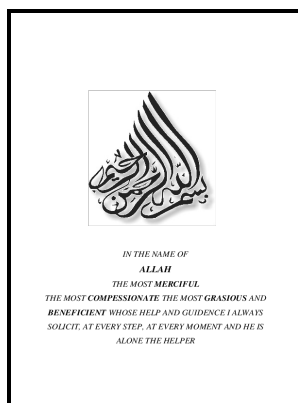 بسم الله الرحمن الرحيم
IN THE NAME OF
ALLAH
THE MOST MERCIFUL
THE MOST COMPESSIONATE THE MOST GRASIOUS AND
BENEFICIENT WHOSE HELP AND GUIDENCE I ALWAYS
SOLICIT, AT EVERY STEP, AT EVERY MOMENT AND HE IS
ALONE THE HELPER